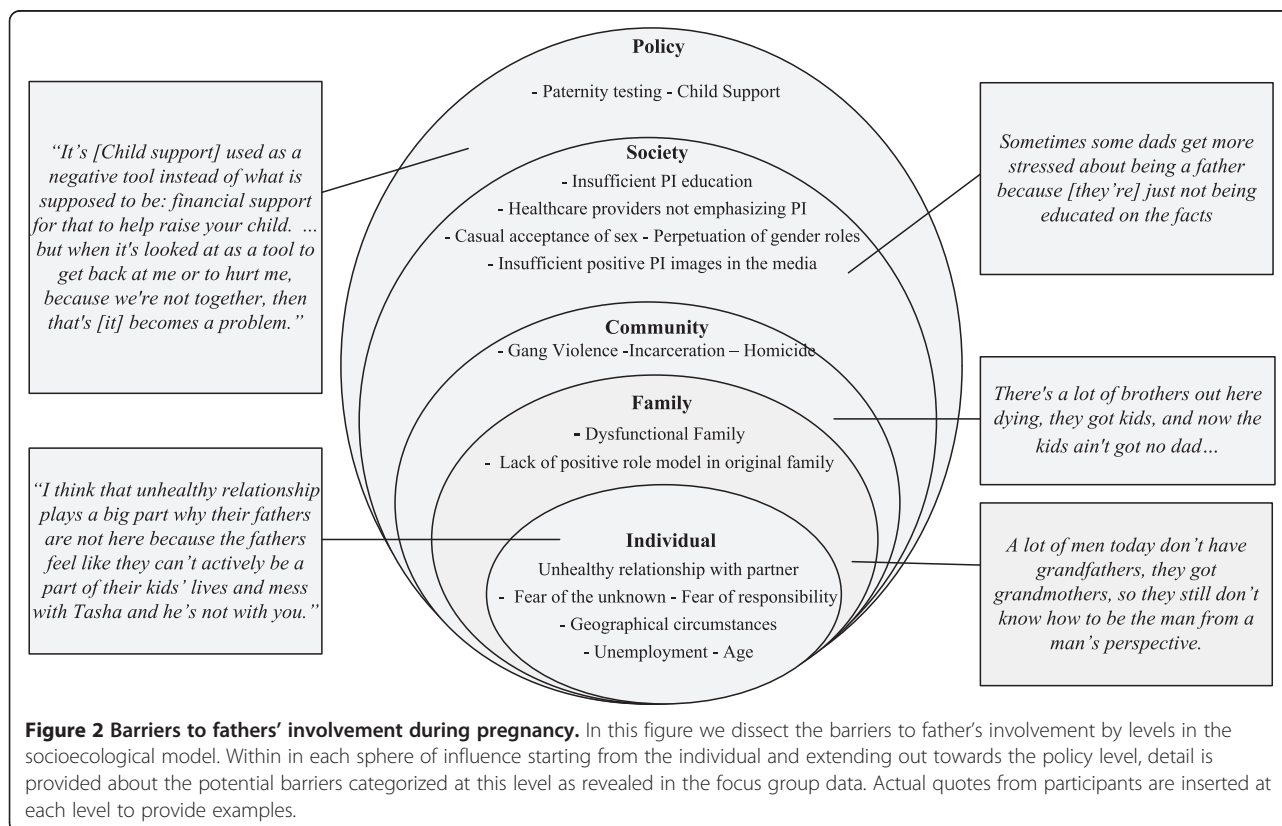 Policy
- Paternity testing - Child Support
Society
- Insufficient PI education
- Healthcare providers not emphasizing PI
- Casual acceptance of sex - Perpetuation of gender roles
- Insufficient positive PI images in the media
Community
- Gang Violence -Incarceration – Homicide
Family
- Dysfunctional Family
- Lack of positive role model in original family
Individual
Unhealthy relationship with partner
- Fear of the unknown - Fear of responsibility
- Geographical circumstances
- Unemployment - Age
“It’s [Child support] used as a
negative tool instead of what is
supposed to be: financial support
for that to help raise your child. ...
but when it's looked at as a tool to
get back at me or to hurt me,
because we're not together, then
that's [it] becomes a problem.”
“I think that unhealthy relationship
plays a big part why their fathers
are not here because the fathers
feel like they can’t actively be a
part of their kids’ lives and mess
with Tasha and he’s not with you.”
Sometimes some dads get more
stressed about being a father
because [they’re] just not being
educated on the facts
There's a lot of brothers out here
dying, they got kids, and now the
kids ain't got no dad…
A lot of men today don’t have
grandfathers, they got
grandmothers, so they still don’t
know how to be the man from a
man’s perspective.
Figure 2 Barriers to fathers’ involvement during pregnancy. In this figure we dissect the barriers to father’s involvement by levels in the
socioecological model. Within in each sphere of influence starting from the individual and extending out towards the policy level, detail is
provided about the potential barriers categorized at this level as revealed in the focus group data. Actual quotes from participants are inserted at
each level to provide examples.